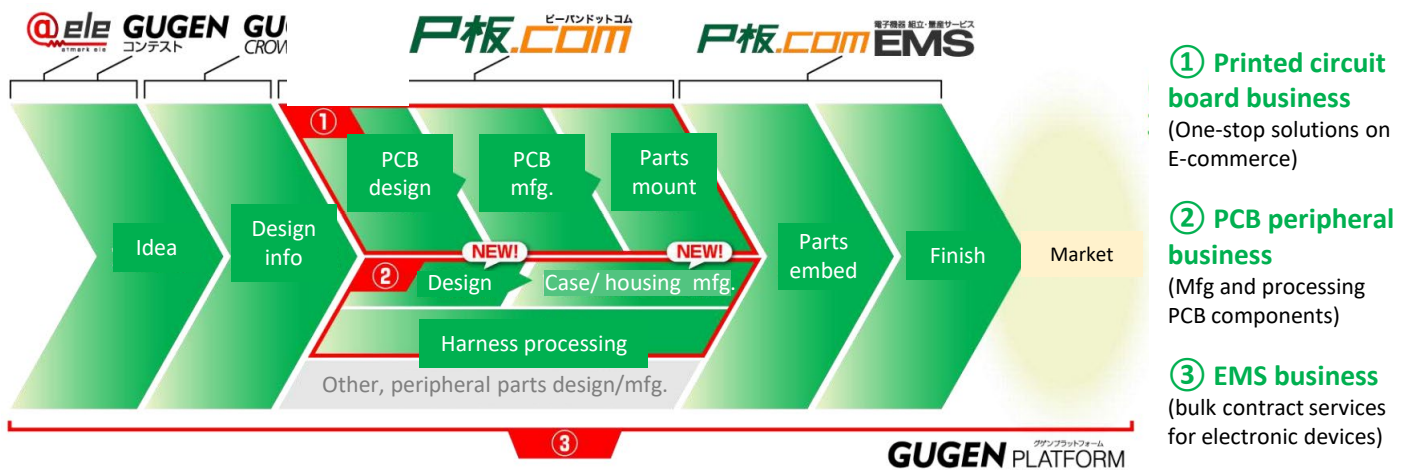 @ele
atmark ele
GUGEN
コンテスト
GU
CROW
ピーバンドットコム
P板.com
電子機器 組立・量産サービス
P板.com EMS
①
PCB
design
PCB
mfg.
Parts
mount
Idea
Design
info
NEW!
NEW!
②
Design
Case/ housing mfg.
Harness processing
Other, peripheral parts design/mfg.
Parts
embed
Finish
Market
③
ググンプラットフォーム
GUGEN PLATFORM
① Printed circuit
board business
(One-stop solutions on
E-commerce)
② PCB peripheral
business
(Mfg and processing
PCB components)
③ EMS business
(bulk contract services
for electronic devices)